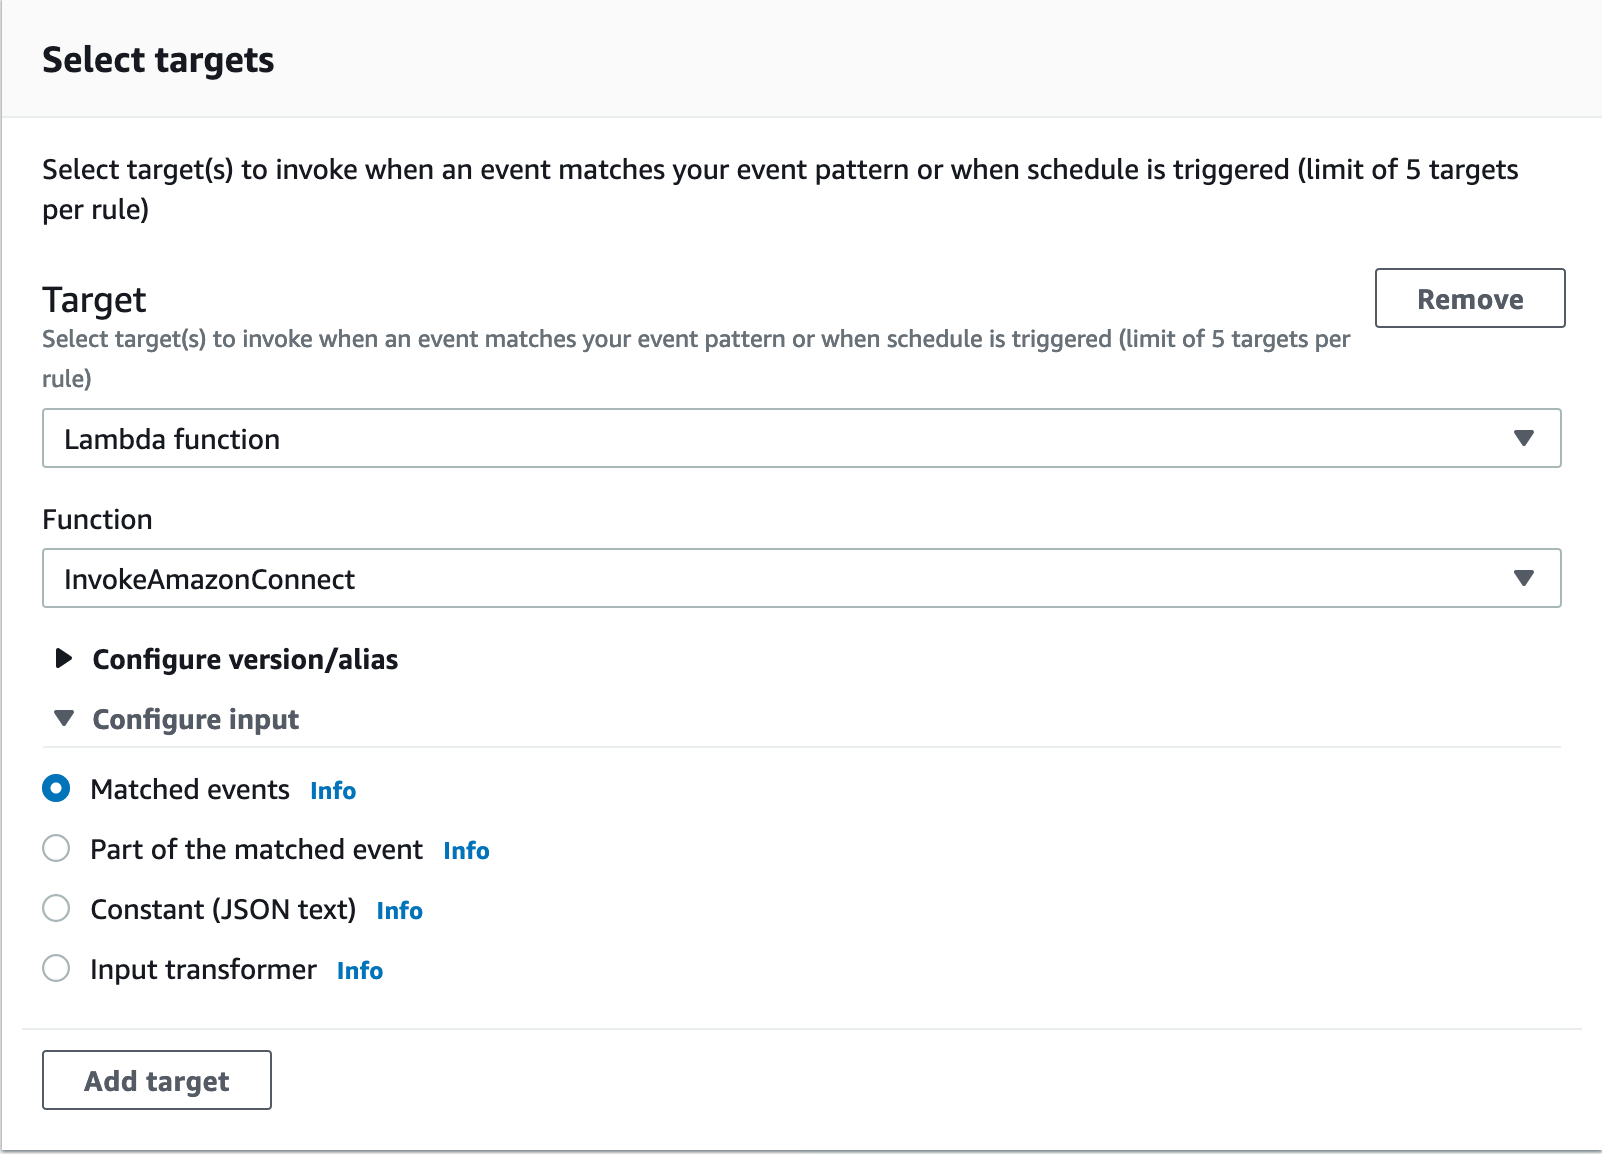 Select targets
Select target(s) to invoke when an event matches your event pattern or when schedule is triggered (limit of 5 targets
per rule)
Target
Remove
Select target(s) to invoke when an event matches your event pattern or when schedule is triggered (limit of 5 targets per
rule)
Lambda function
Function
InvokeAmazonConnect
Configure version/alias
Configure input
Matched events Info
Part of the matched event Info
Constant (JSON text) Info
Input transformer Info
Add target